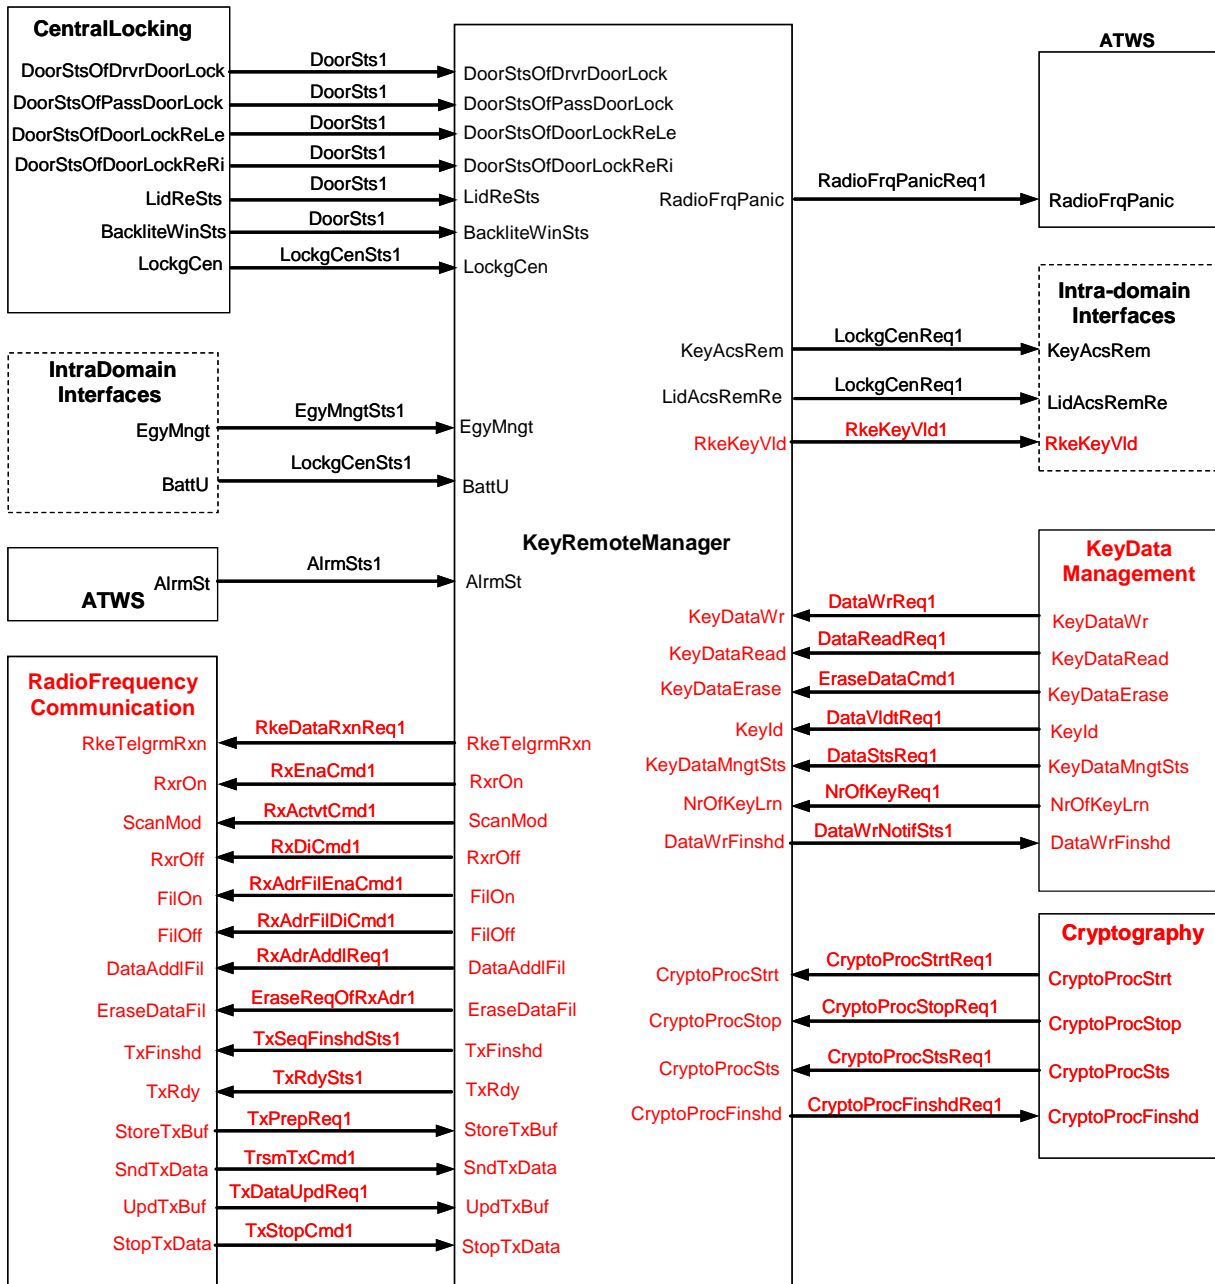 CentralLocking
DoorStsOfDrvrDoorLock
DoorStsOfPassDoorLock
DoorStsOfDoorLockReLe
DoorStsOfDoorLockReRi
LidReSts
BackliteWinSts
LockgCen
DoorSts1
DoorSts1
DoorSts1
DoorSts1
DoorSts1
DoorSts1
LockgCenSts1
IntraDomain
Interfaces
EgyMngt
BattU
EgyMngtSts1
LockgCenSts1
AlrmSt
ATWS
AlrmSts1
RadioFrequency
Communication
RkeTelgrmRxn
RxrOn
ScanMod
RxrOff
FilOn
FilOff
DataAddlFil
EraseDataFil
TxFinshd
TxRdy
StoreTxBuf
SndTxData
UpdTxBuf
StopTxData
RkeDataRxnReq1
RxEnaCmd1
RxActvtCmd1
RxDiCmd1
RxAdrFilEnaCmd1
RxAdrFilDiCmd1
RxAdrAddlReq1
EraseReqOfRxAdr1
TxSeqFinshdSts1
TxRdySts1
TxPrepReq1
TrsmTxCmd1
TxDataUpdReq1
TxStopCmd1
DoorStsOfDrvrDoorLock
DoorStsOfPassDoorLock
DoorStsOfDoorLockReLe
DoorStsOfDoorLockReRi
LidReSts
BackliteWinSts
LockgCen
EgyMngt
BattU
KeyRemoteManager
AlrmSt
RkeTelgrmRxn
RxrOn
ScanMod
RxrOff
FilOn
FilOff
DataAddlFil
EraseDataFil
TxFinshd
TxRdy
StoreTxBuf
SndTxData
UpdTxBuf
StopTxData
RadioFrqPanic
KeyAcsRem
LidAcsRemRe
RkeKeyVld
KeyDataWr
KeyDataRead
KeyDataErase
KeyId
KeyDataMngtSts
NrOfKeyLrn
DataWrFinshd
CryptoProcStrt
CryptoProcStop
CryptoProcSts
CryptoProcFinshd
RadioFrqPanicReq1
LockgCenReq1
LockgCenReq1
RkeKeyVld1
DataWrReq1
DataReadReq1
EraseDataCmd1
DataVldtReq1
DataStsReq1
NrOfKeyReq1
DataWrNotifSts1
CryptoProcStrtReq1
CryptoProcStopReq1
CryptoProcStsReq1
CryptoProcFinshdReq1
ATWS
RadioFrqPanic
Intra-domain
Interfaces
KeyAcsRem
LidAcsRemRe
RkeKeyVld
KeyData
Management
KeyDataWr
KeyDataRead
KeyDataErase
KeyId
KeyDataMngtSts
NrOfKeyLrn
DataWrFinshd
Cryptography
CryptoProcStrt
CryptoProcStop
CryptoProcSts
CryptoProcFinshd